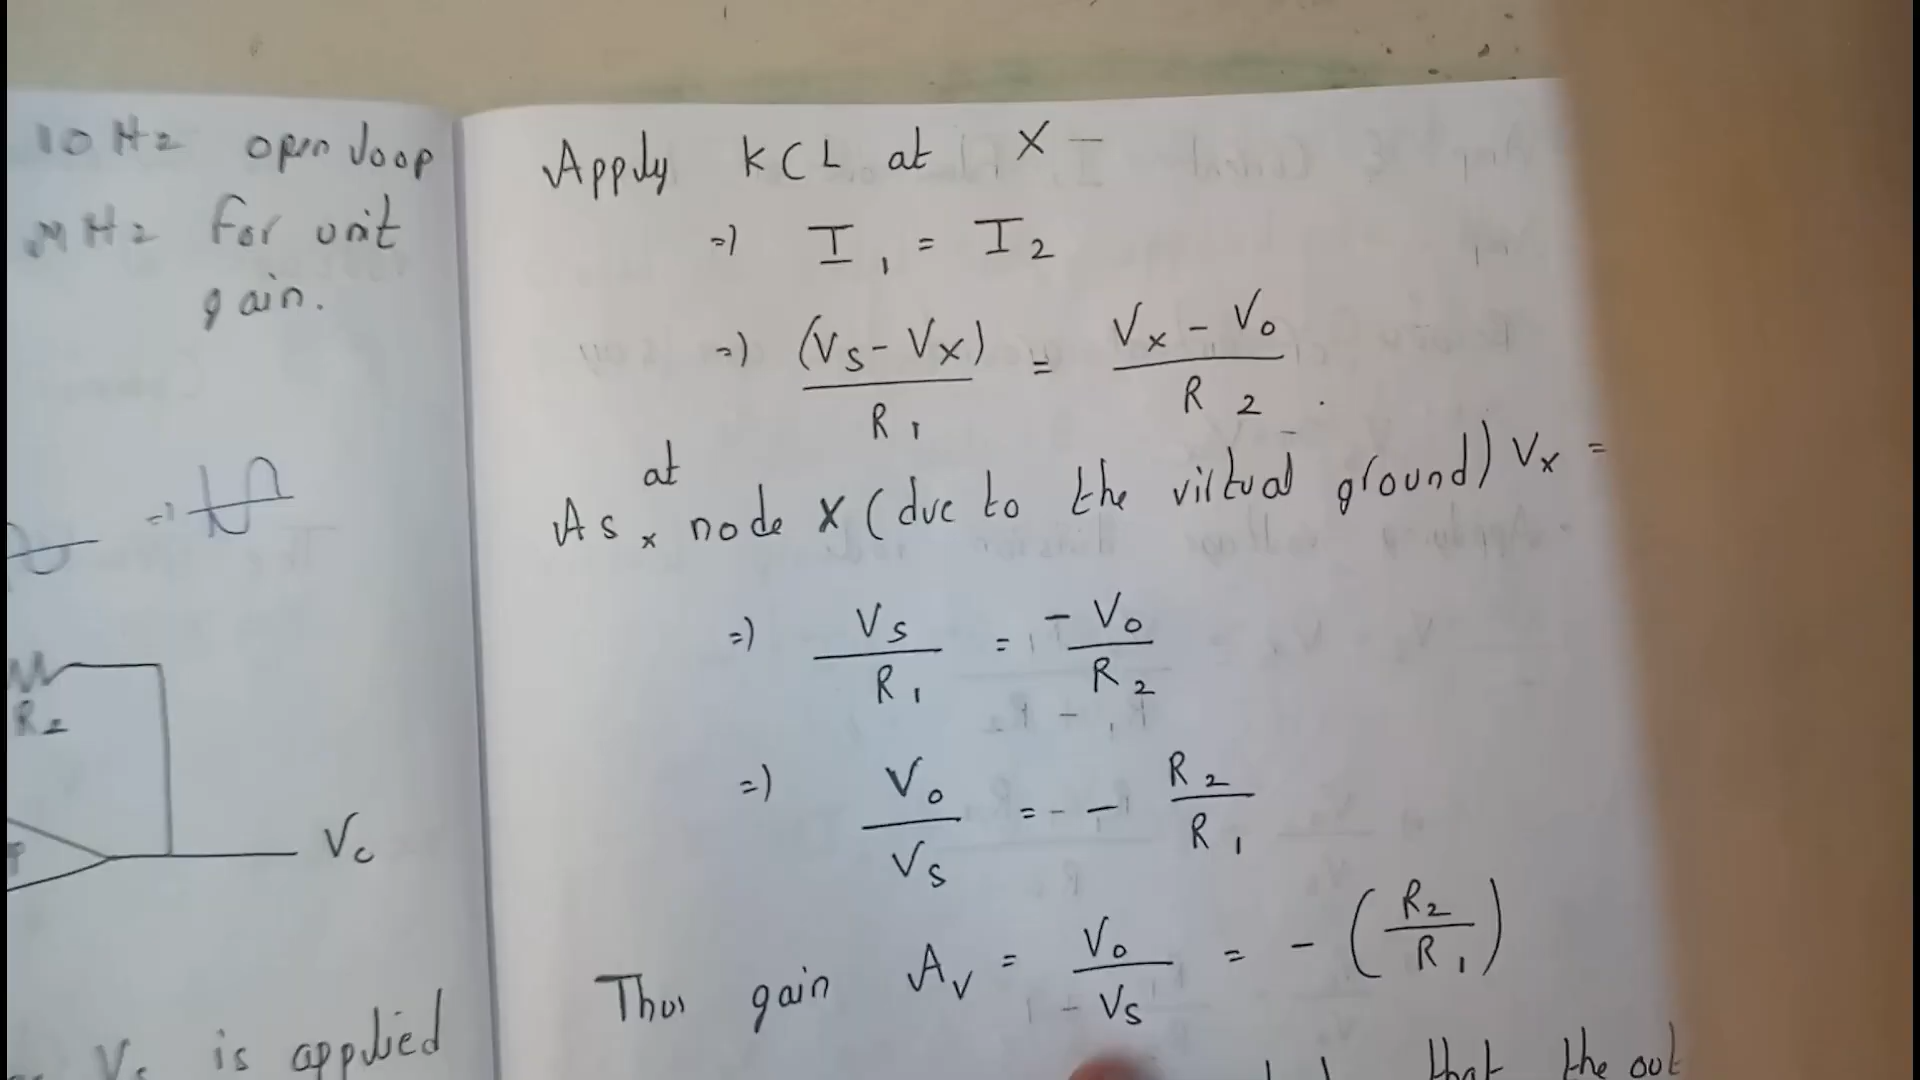 10 Hz open loop
MHz for unit
gain.
R2
Vo
Vs is applied
Apply KCL at X –
=) I1 = I2
=) (Vs - Vx) / R1 = Vx - Vo / R2 .
at
As x node X (due to the virtual ground) Vx =
=) Vs / R1 = - Vo / R2
=) Vo / Vs = - R2 / R1
Thus gain Av = Vo / Vs = - (R2 / R1)
that the out